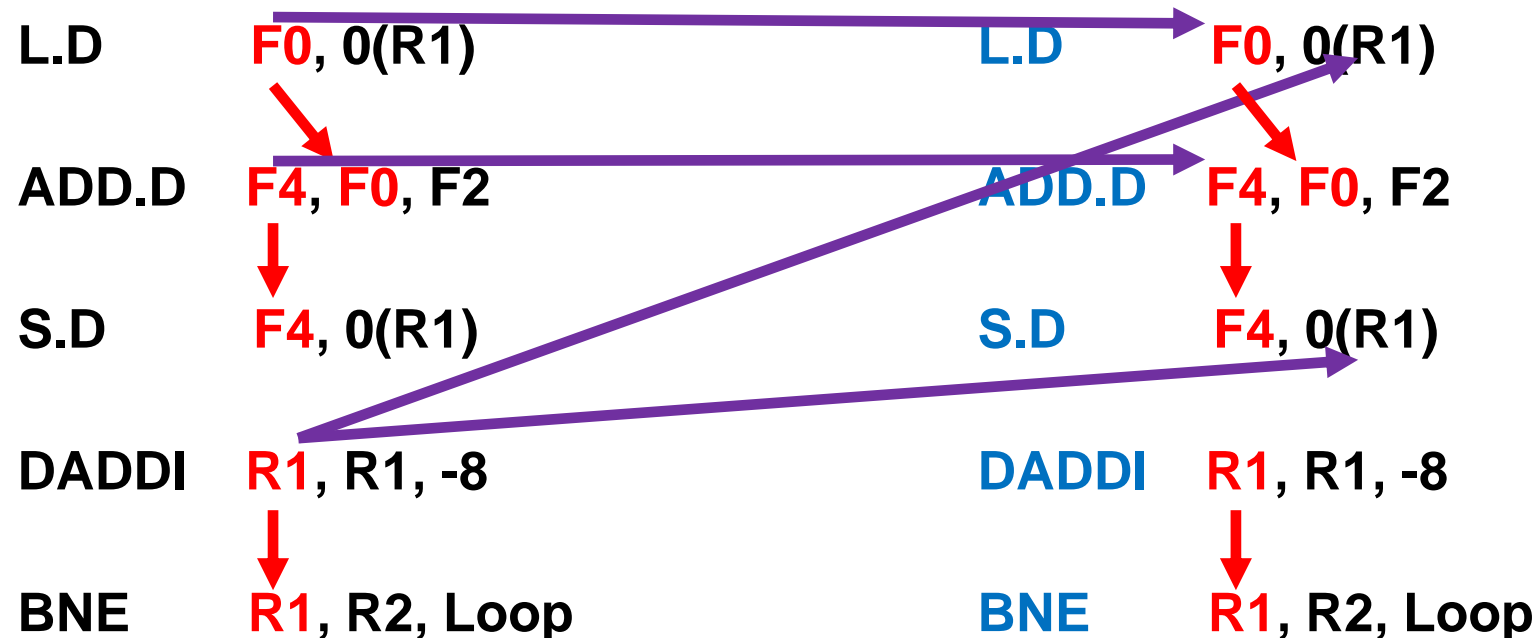 L.D F0, 0(R1) L.D F0, 0(R1)
ADD.D F4, F0, F2 ADD.D F4, F0, F2
S.D F4, 0(R1) S.D F4, 0(R1)
DADDI R1, R1, -8 DADDI R1, R1, -8
BNE R1, R2, Loop BNE R1, R2, Loop